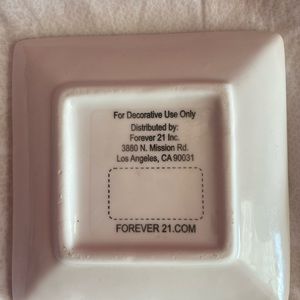 For Decorative Use Only
Distributed by:
Forever 21 Inc.
3880 N. Mission Rd.
Los Angeles, CA 90031
FOREVER 21.COM